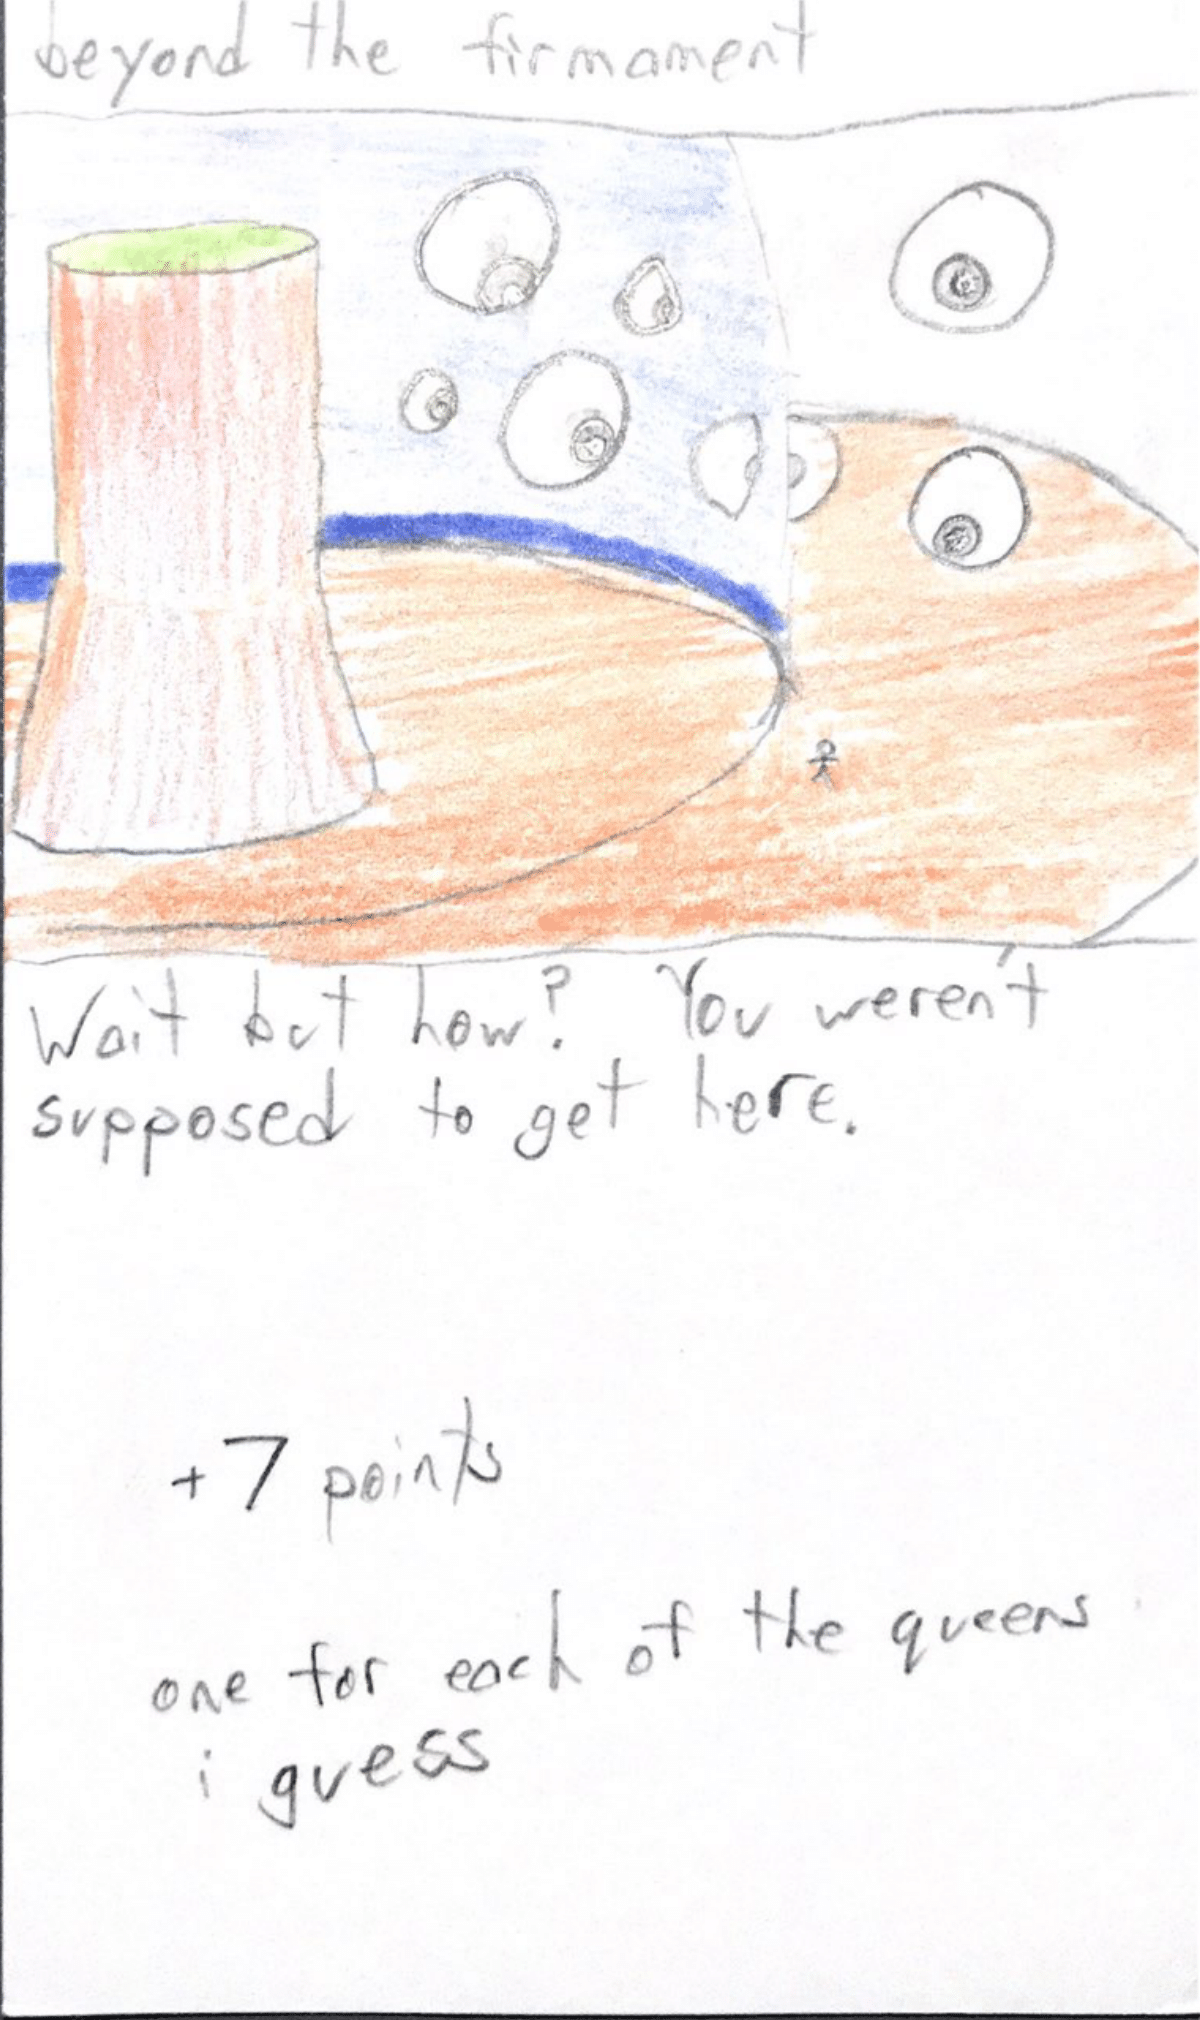 beyond the firmament
Wait but how? You weren't
supposed to get here.
+7 points
one for each of the queens
i guess